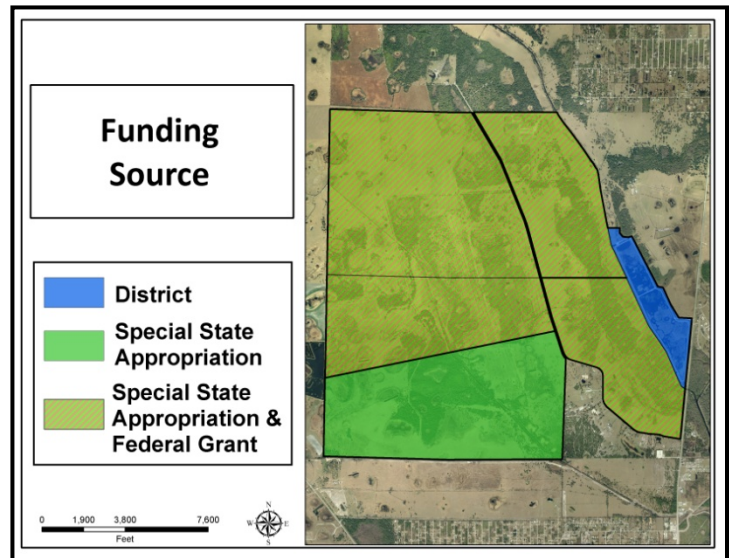 Funding
Source
District
Special State
Appropriation
Special State
Appropriation &
Federal Grant
0 1,900 3,800 7,600
Feet
N
W E
S